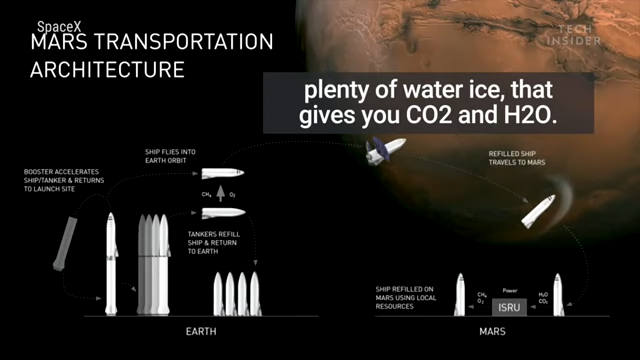 SpaceX
MARS TRANSPORTATION
ARCHITECTURE
TECH
INSIDER
plenty of water ice, that
gives you CO2 and H2O.
SHIP FLIES INTO
EARTH ORBIT
BOOSTER ACCELERATES
SHIP/TANKER & RETURNS
TO LAUNCH SITE
CH4 O2
TANKERS REFILL
SHIP & RETURN
TO EARTH
REFILLED SHIP
TRAVELS TO MARS
SHIP REFILLED ON
MARS USING LOCAL
RESOURCES
CH4
O2
Power
ISRU
H2O
CO2
EARTH
MARS